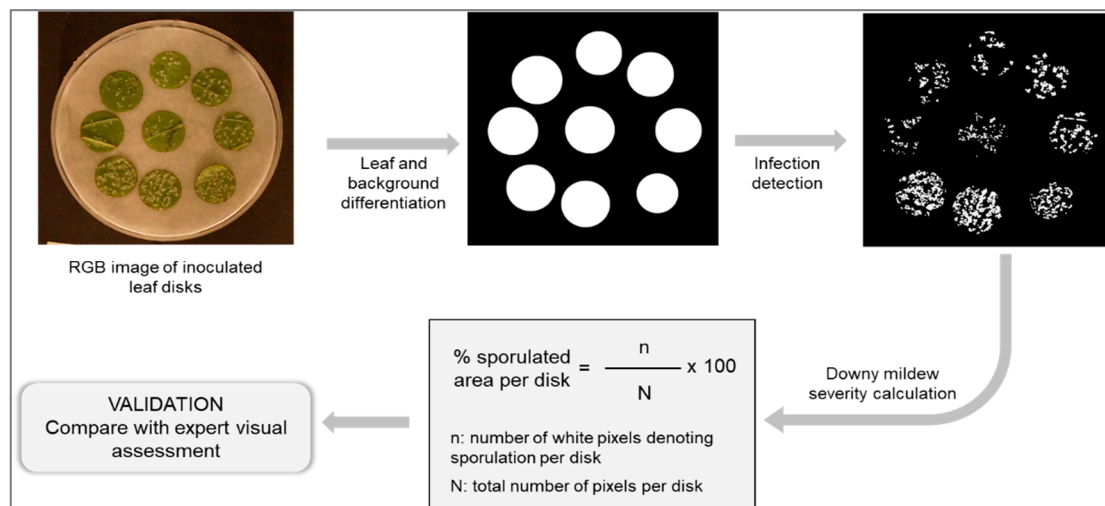 RGB image of inoculated
leaf disks
Leaf and
background
differentiation
Infection
detection
Downy mildew
severity calculation
% sporulated
area per disk = n / N x 100
n: number of white pixels denoting
sporulation per disk
N: total number of pixels per disk
VALIDATION
Compare with expert visual
assessment